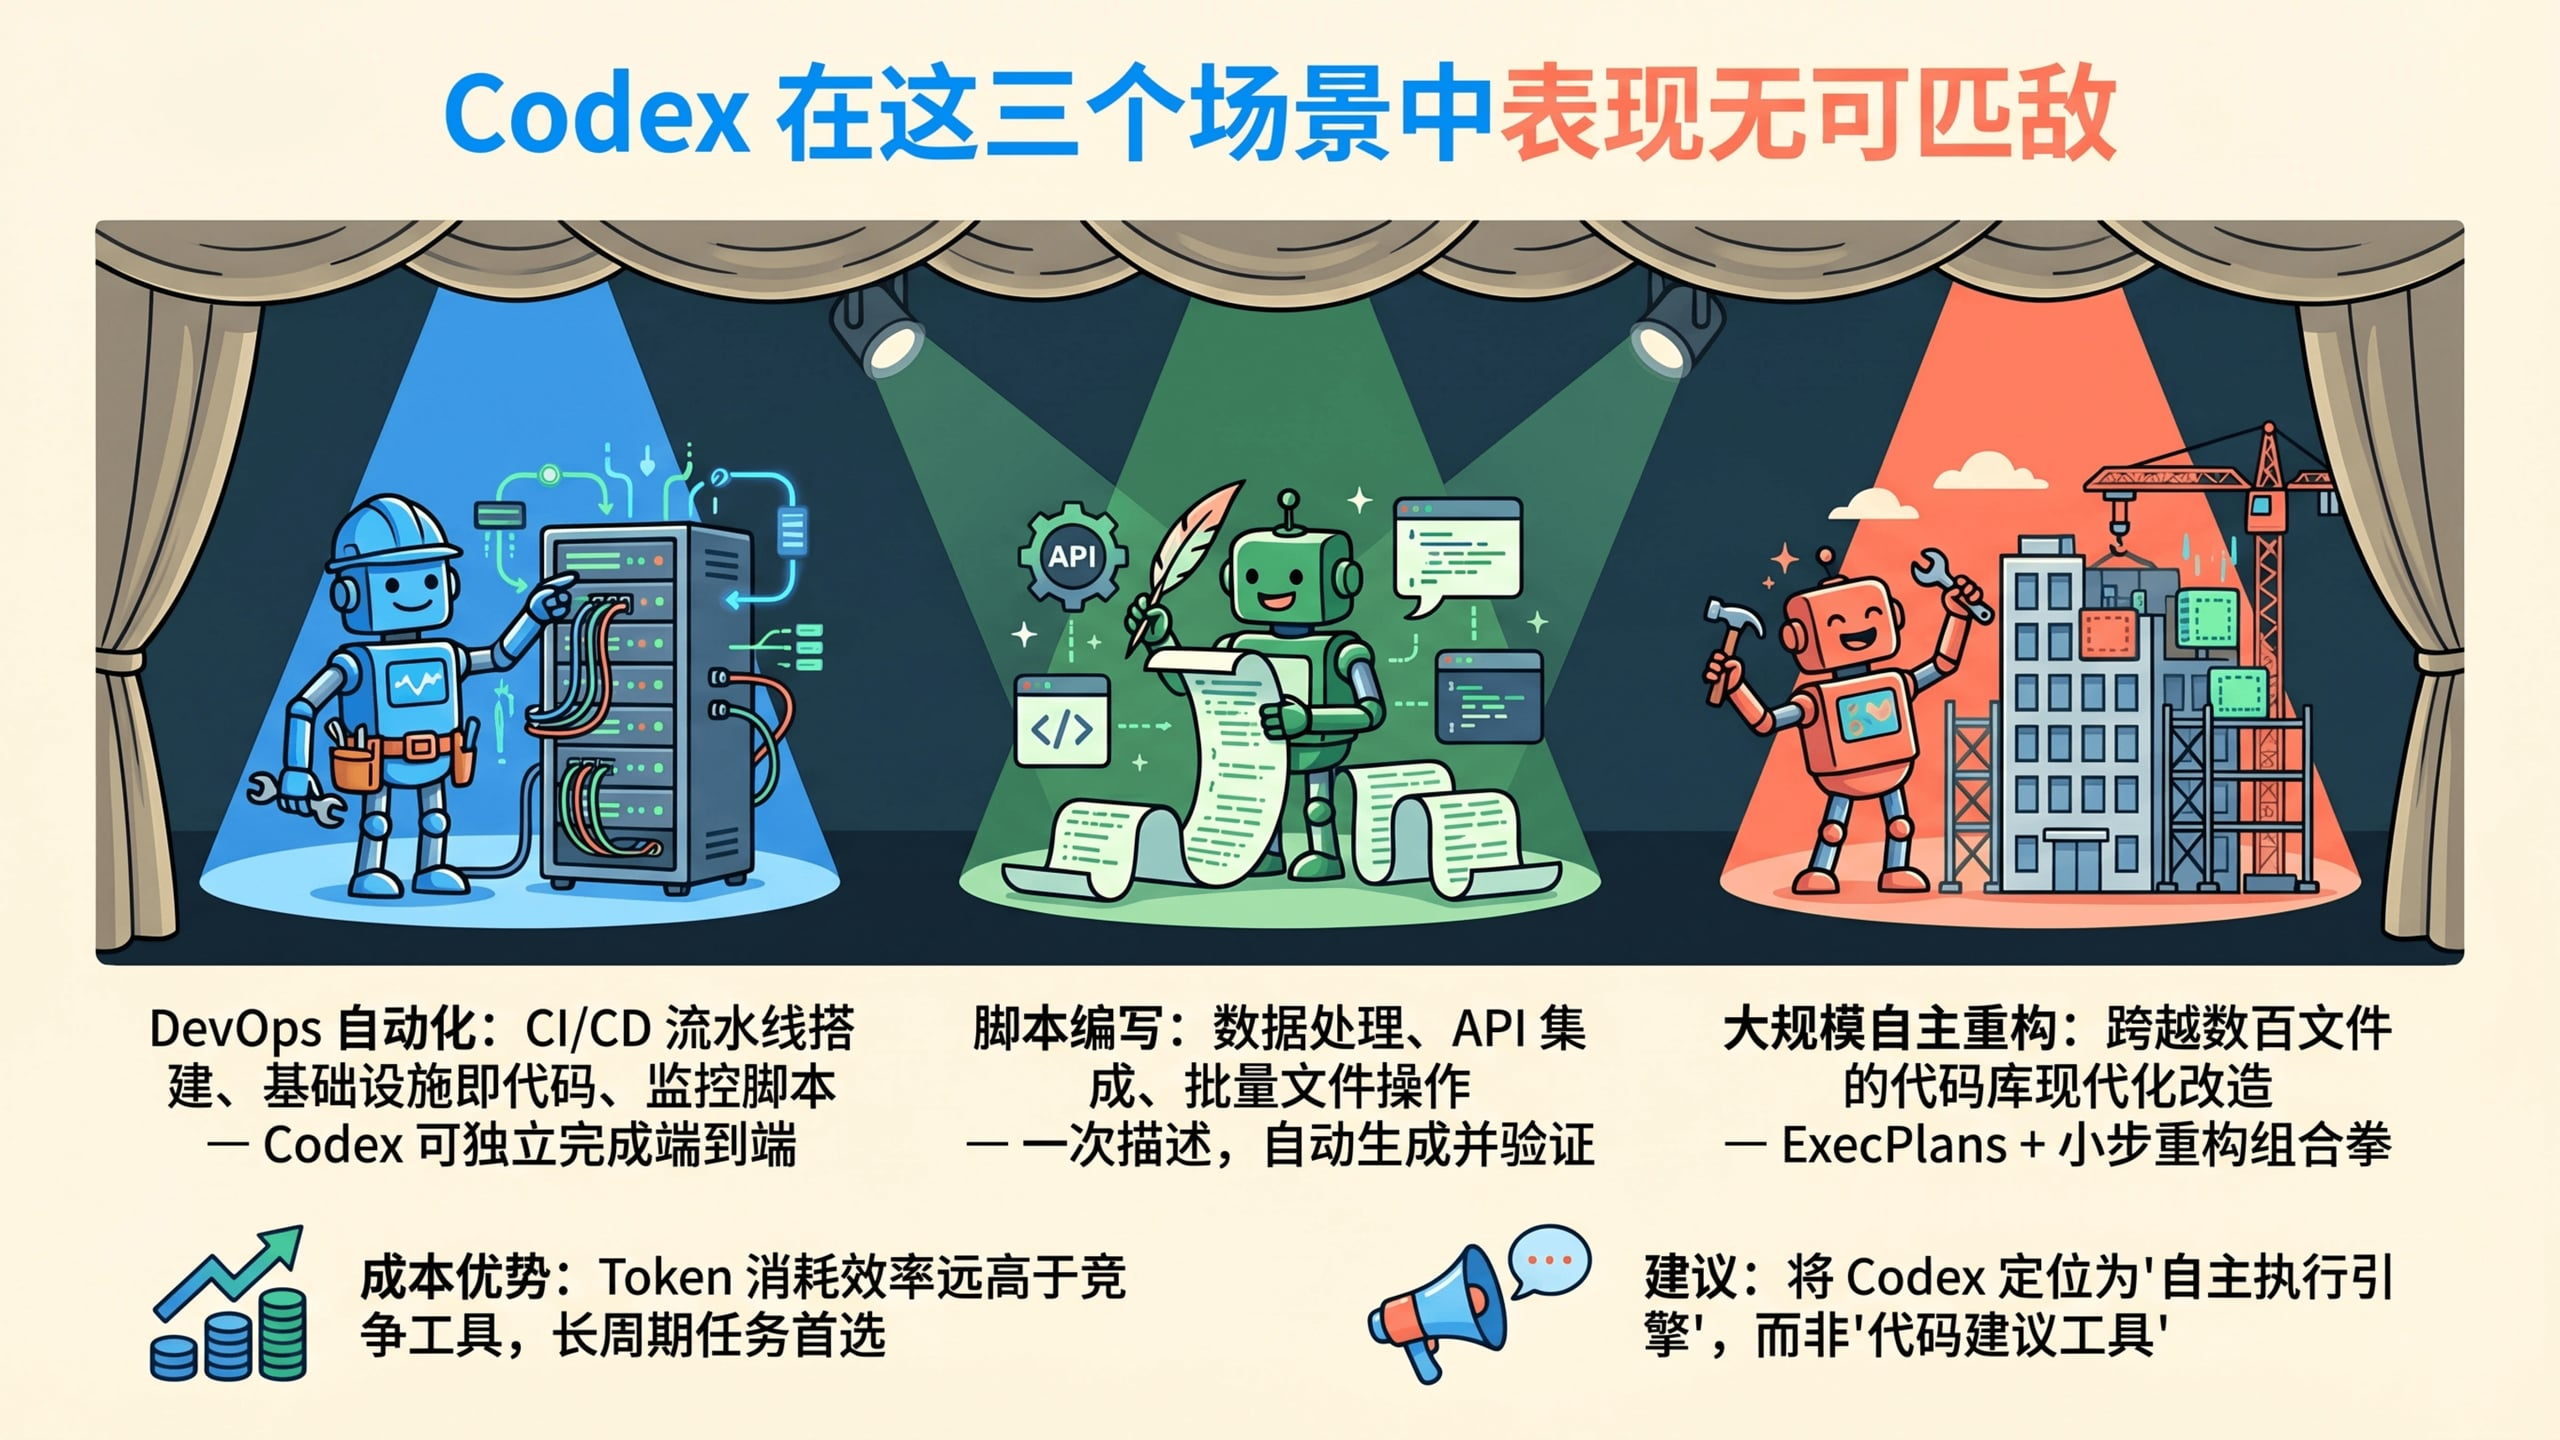 Codex 在这三个场景中表现无可匹敌
API
</>
DevOps 自动化：CI/CD 流水线搭
建、基础设施即代码、监控脚本
— Codex 可独立完成端到端
脚本编写：数据处理、API 集
成、批量文件操作
— 一次描述，自动生成并验证
大规模自主重构：跨越数百文件
的代码库现代化改造
— ExecPlans + 小步重构组合拳
成本优势：Token 消耗效率远高于竞
争工具，长周期任务首选
建议：将 Codex 定位为'自主执行引
擎'，而非'代码建议工具'